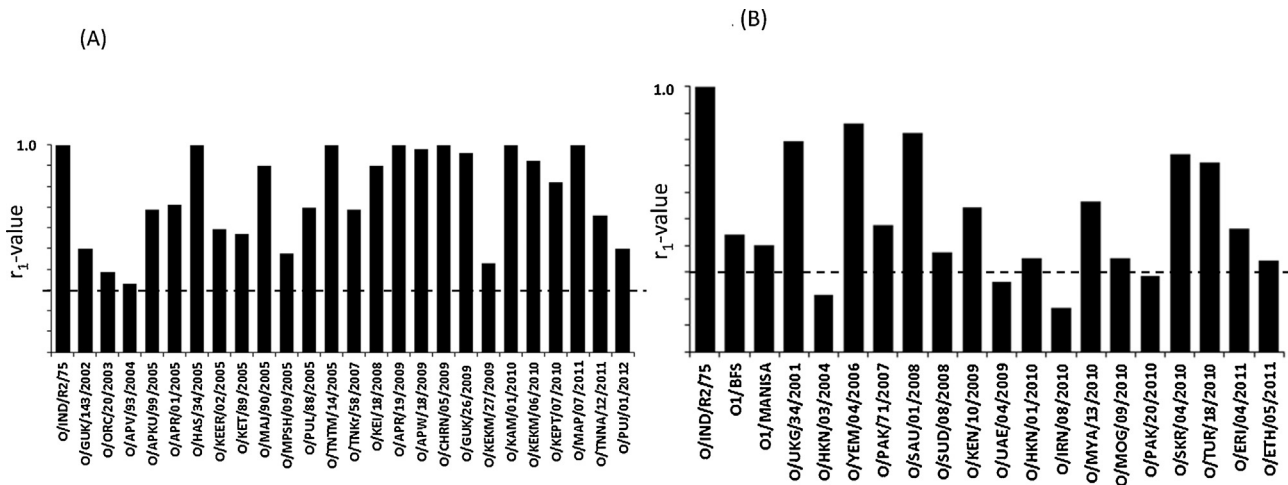 (A)
1.0
r1-value
O/IND/R2/75
O/GUK/143/2002
O/ORC/20/2003
O/APV/93/2004
O/APKU/99/2005
O/APR/01/2005
O/HAS/34/2005
O/KEER/02/2005
O/KET/89/2005
O/MAJ/90/2005
O/MPSH/09/2005
O/PUL/88/2005
O/TNTM/14/2005
O/TNKr/58/2007
O/KEI/18/2008
O/APR/19/2009
O/APW/18/2009
O/CHRN/05/2009
O/GUK/26/2009
O/KEKM/27/2009
O/KAM/01/2010
O/KEKM/06/2010
O/KEPT/07/2010
O/MAP/07/2011
O/TNNA/12/2011
O/PUJ/01/2012
(B)
1.0
r1-value
O/IND/R2/75
O1/BFS
O1/MANISA
O/UKG/34/2001
O/HKN/03/2004
O/YEM/04/2006
O/PAK/71/2007
O/SAU/01/2008
O/SUD/08/2008
O/KEN/10/2009
O/UAE/04/2009
O/HKN/01/2010
O/IRN/08/2010
O/MYA/13/2010
O/MOG/09/2010
O/PAK/20/2010
O/SKR/04/2010
O/TUR/18/2010
O/ERI/04/2011
O/ETH/05/2011